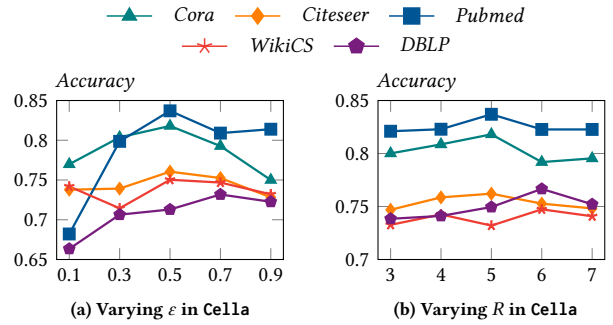 Cora Citeseer Pubmed
WikiCS DBLP
Accuracy
0.85
0.8
0.75
0.7
0.65
0.1 0.3 0.5 0.7 0.9
(a) Varying ε in Cella
Accuracy
0.85
0.8
0.75
0.7
3 4 5 6 7
(b) Varying R in Cella